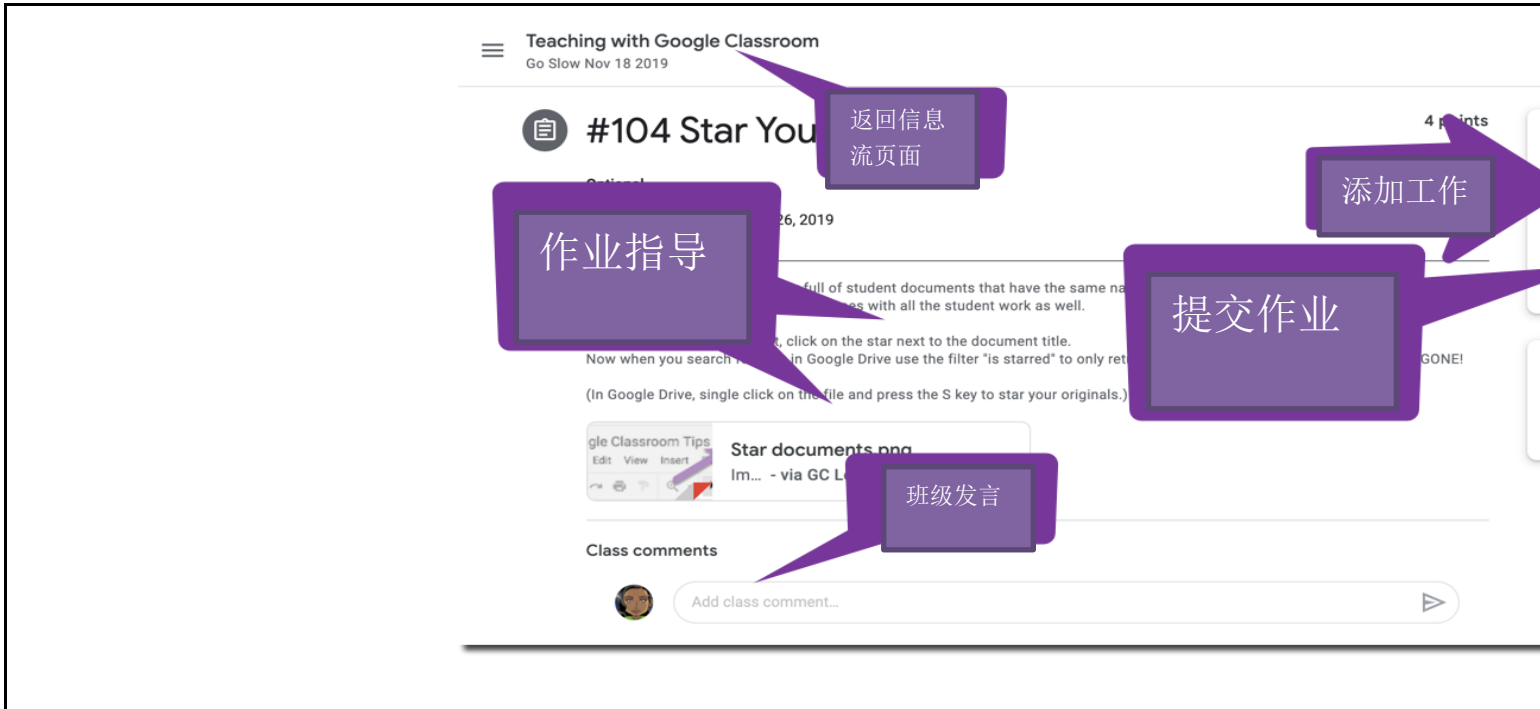 Teaching with Google Classroom
Go Slow Nov 18 2019
返回信息
流页面
#104 Star You
4 points
添加工作
Optional
26, 2019
作业指导
提交作业
full of student documents that have the same
with all the student work as well.
click on the star next to the document title.
Now when you search in Google Drive use the filter "is starred" to only GONE!
(In Google Drive, single click on the file and press the S key to star your originals.)
gle Classroom Tips
Edit View Insert
Star documents.png
Im... - via GC
班级发言
Class comments
Add class comment...